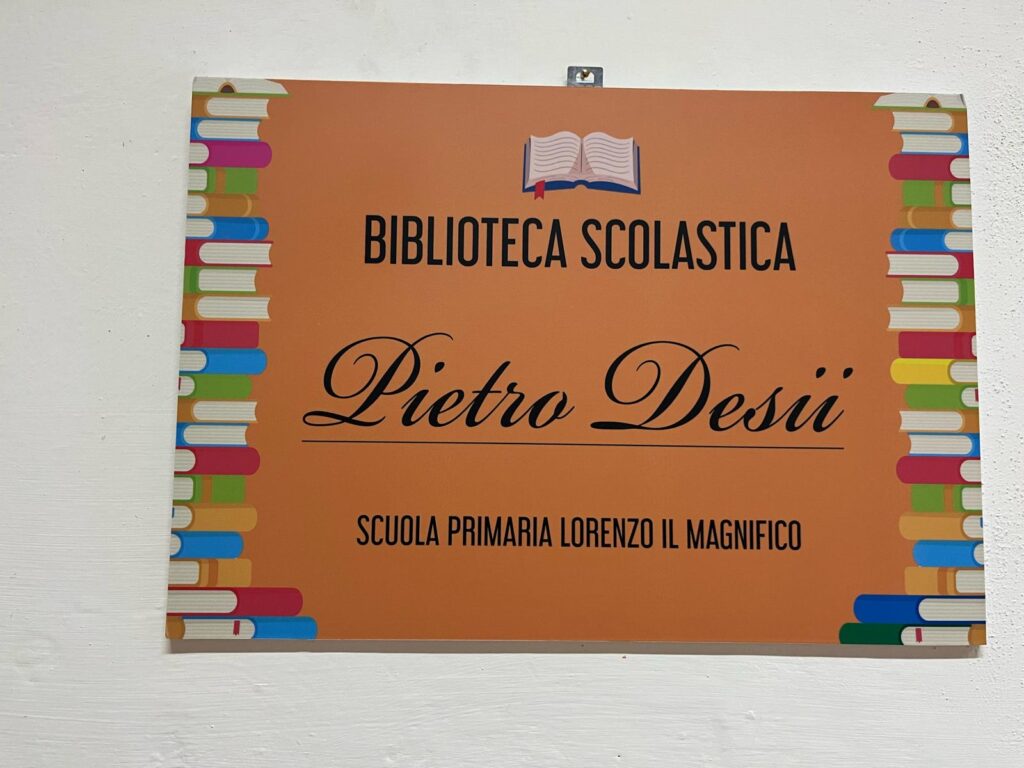 BIBLIOTECA SCOLASTICA
Pietro Desii
SCUOLA PRIMARIA LORENZO IL MAGNIFICO